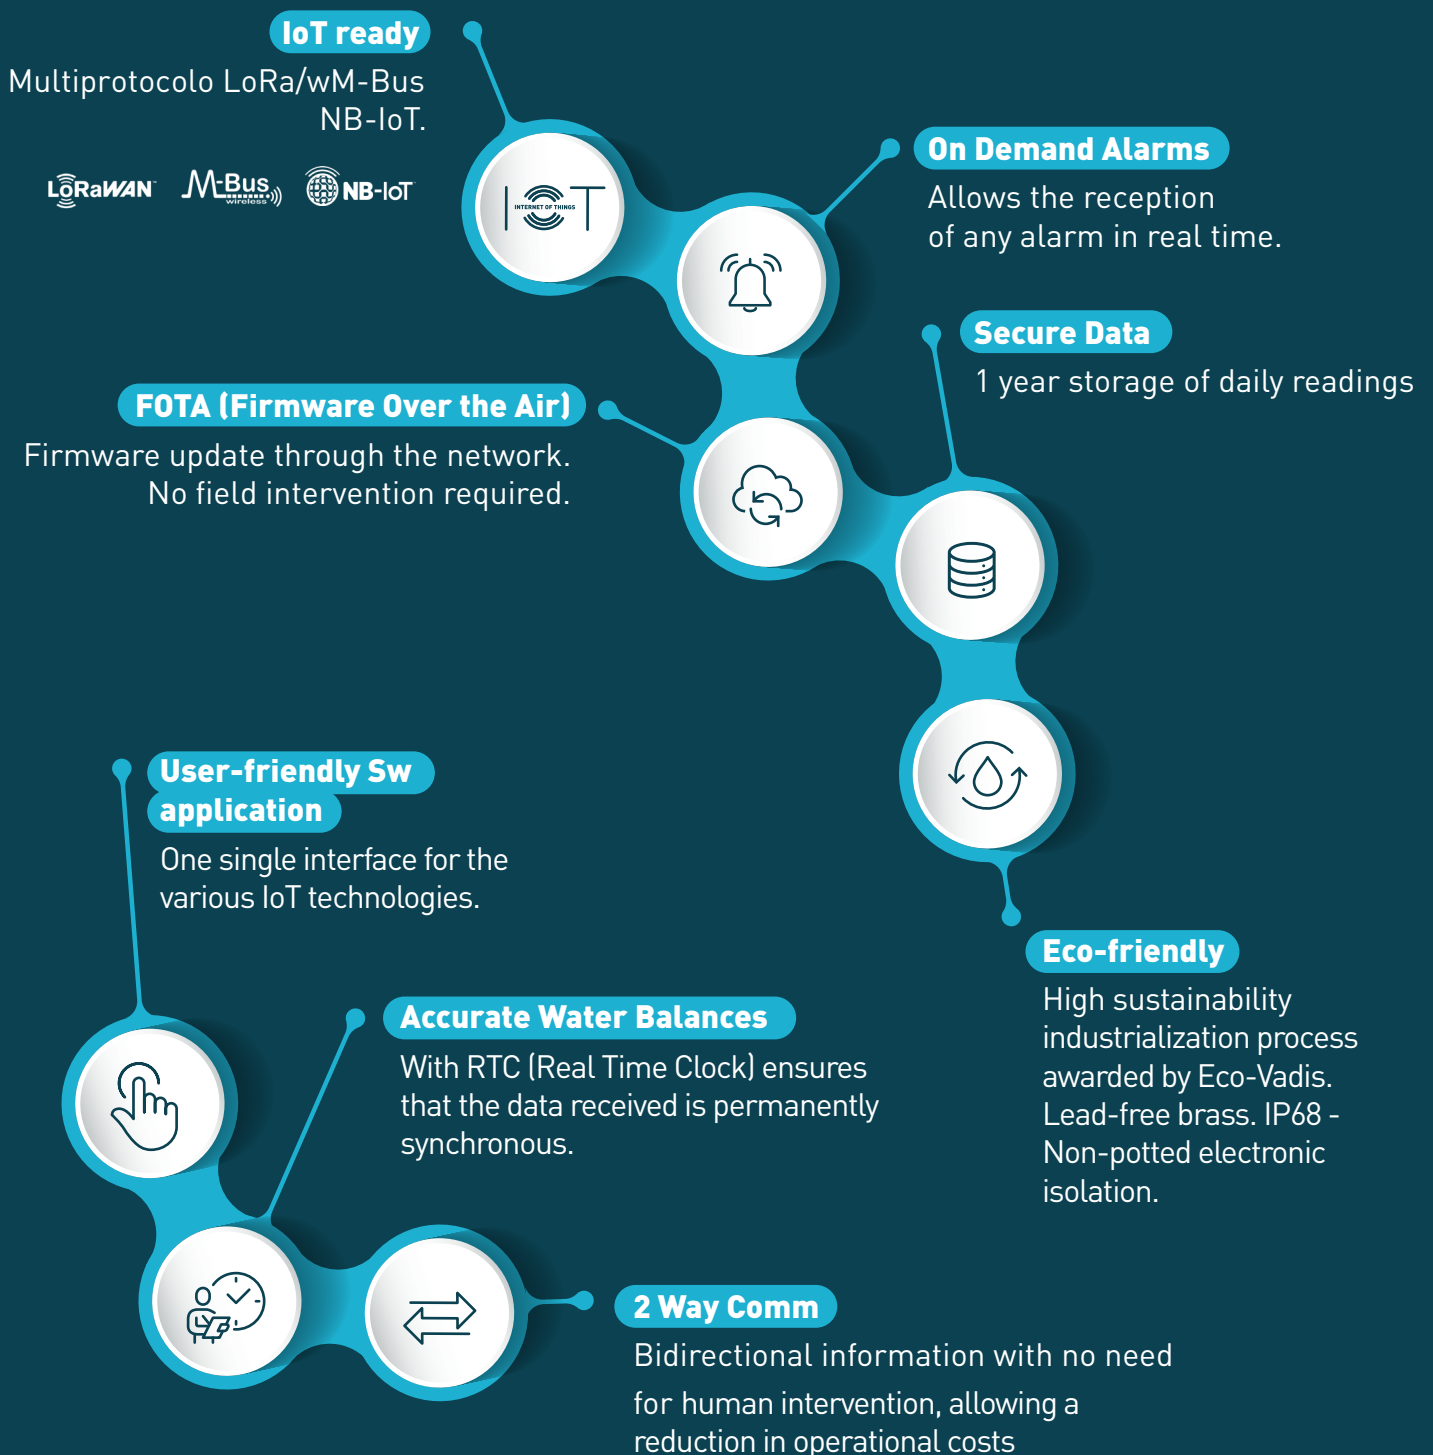 IoT ready
Multiprotocolo LoRa/wM-Bus
NB-IoT.
LoRaWAN
M-Bus
wireless
NB-IoT
IOT
INTERNET OF THINGS
On Demand Alarms
Allows the reception
of any alarm in real time.
Secure Data
1 year storage of daily readings
FOTA (Firmware Over the Air)
Firmware update through the network.
No field intervention required.
User-friendly Sw
application
One single interface for the
various IoT technologies.
Eco-friendly
High sustainability
industrialization process
awarded by Eco-Vadis.
Lead-free brass. IP68 -
Non-potted electronic
isolation.
Accurate Water Balances
With RTC (Real Time Clock) ensures
that the data received is permanently
synchronous.
2 Way Comm
Bidirectional information with no need
for human intervention, allowing a
reduction in operational costs